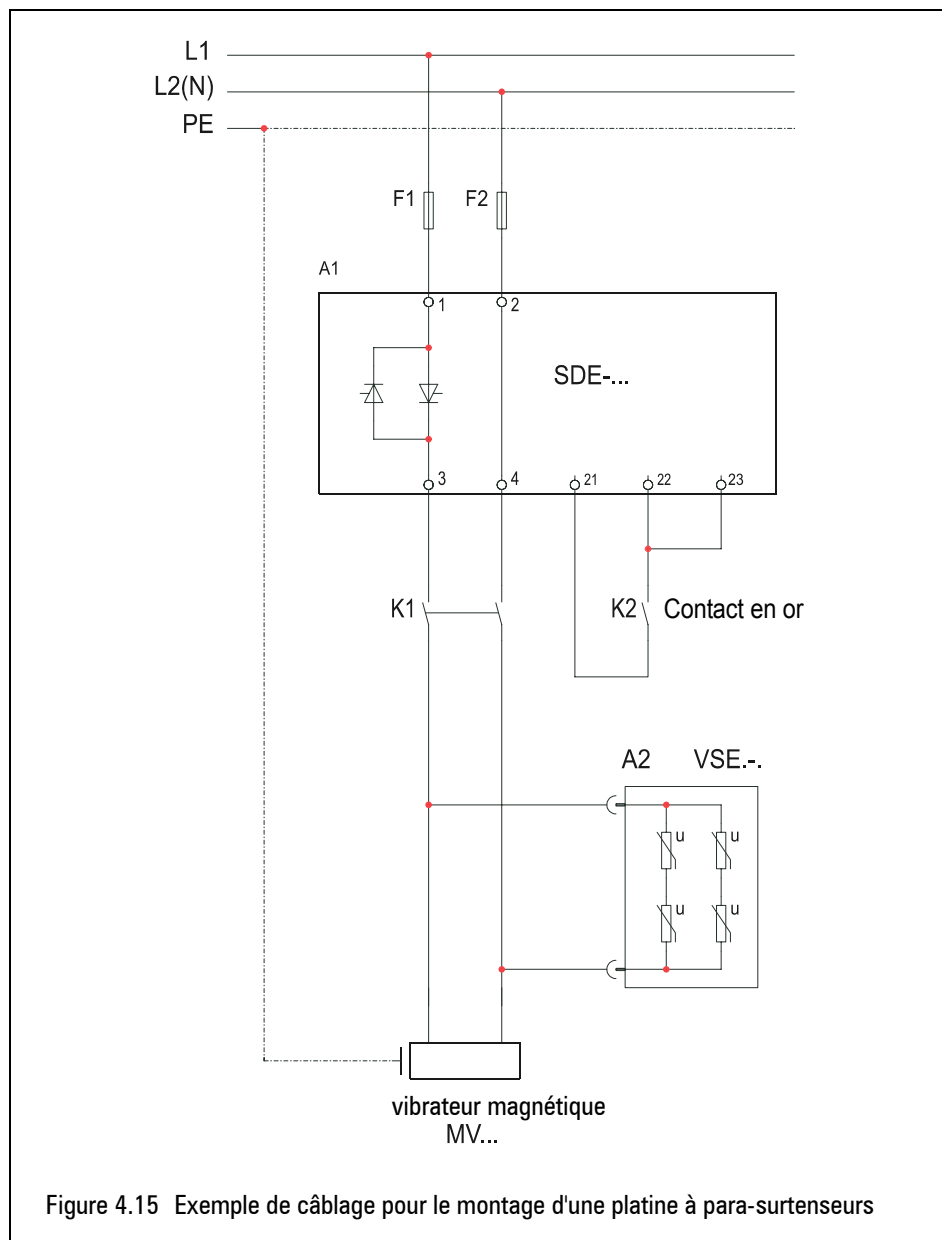 L1
L2(N)
PE
F1 F2
A1
1 2
SDE-...
3 4 21 22 23
K1 K2 Contact en or
A2 VSE.-.
u u
u u
vibrateur magnétique
MV...
Figure 4.15 Exemple de câblage pour le montage d'une platine à para-surtenseurs